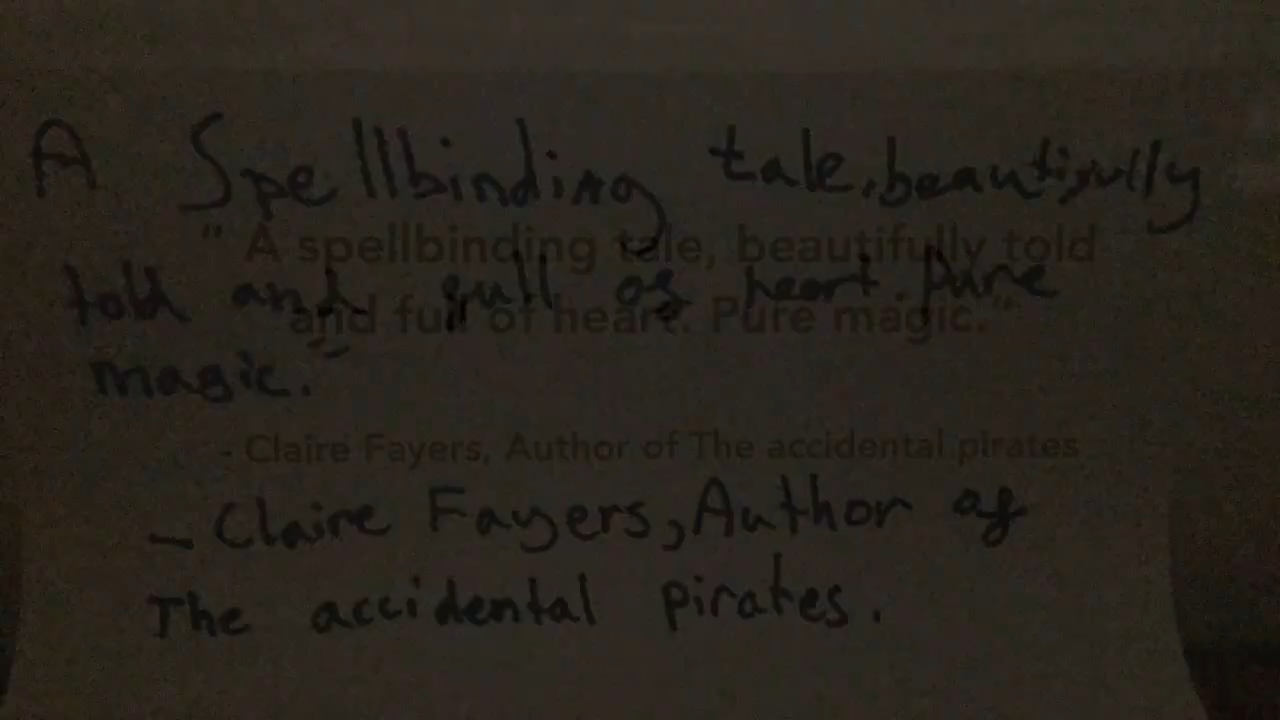 A Spellbinding tale, beautifully
" A spellbinding tale, beautifully told
told and full of heart. Pure
and full of heart. Pure magic."
magic."
- Claire Fayers, Author of The accidental pirates
- Claire Fayers, Author of
The accidental pirates.